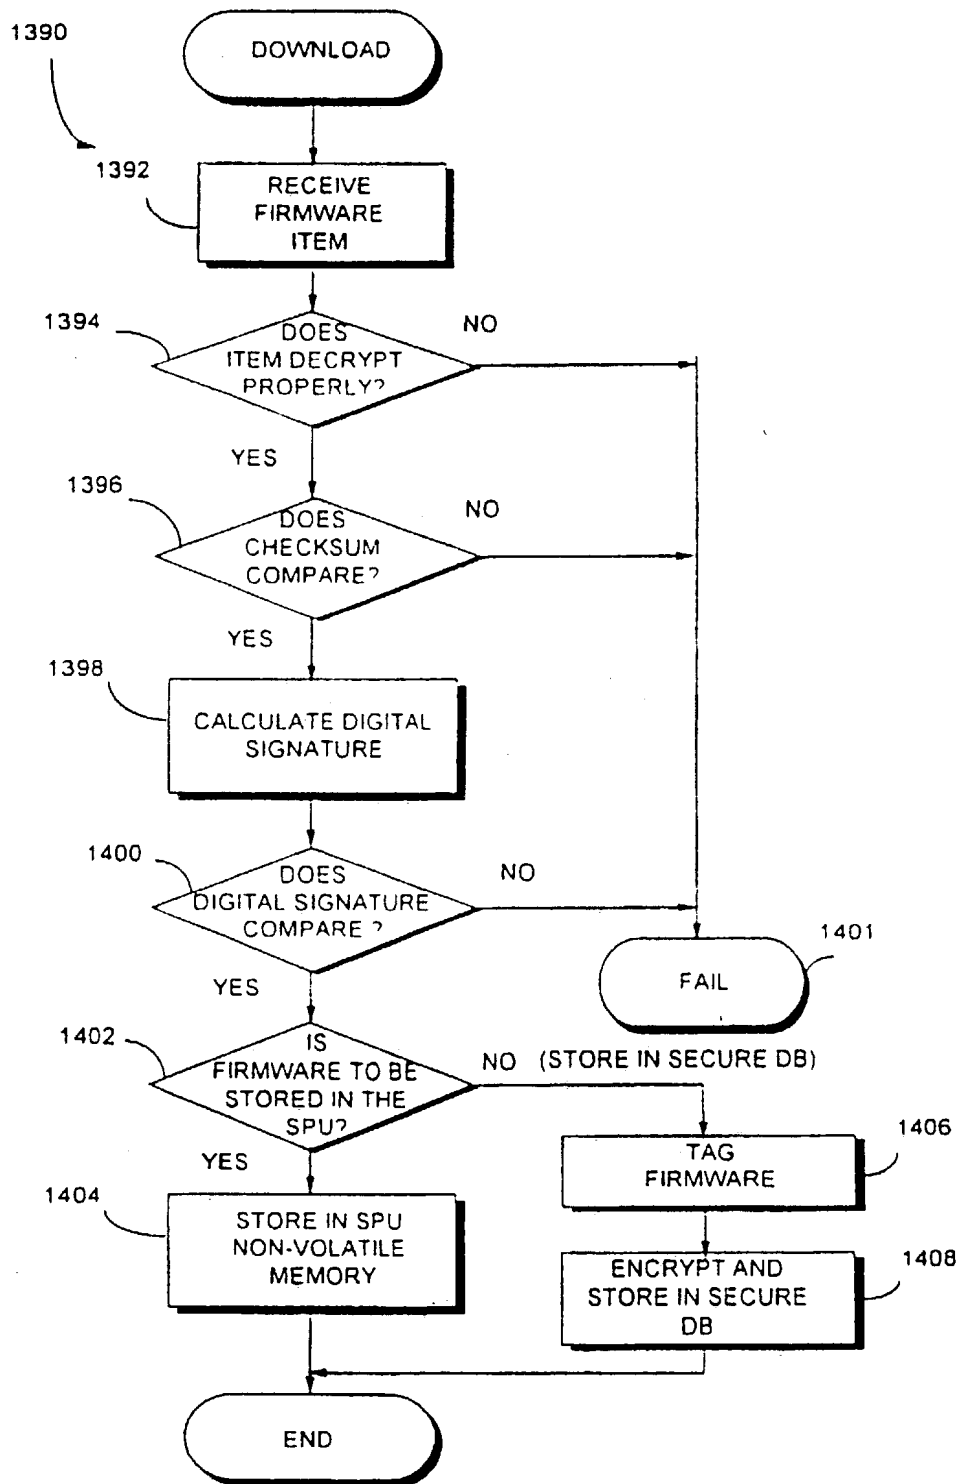 1390
DOWNLOAD
1392
RECEIVE
FIRMWARE
ITEM
1394
DOES
ITEM DECRYPT
PROPERLY?
NO
YES
1396
DOES
CHECKSUM
COMPARE?
NO
YES
1398
CALCULATE DIGITAL
SIGNATURE
1400
DOES
DIGITAL SIGNATURE
COMPARE ?
NO
YES
1401
FAIL
1402
IS
FIRMWARE TO BE
STORED IN THE
SPU?
NO (STORE IN SECURE DB)
YES
1404
STORE IN SPU
NON-VOLATILE
MEMORY
1406
TAG
FIRMWARE
1408
ENCRYPT AND
STORE IN SECURE
DB
END